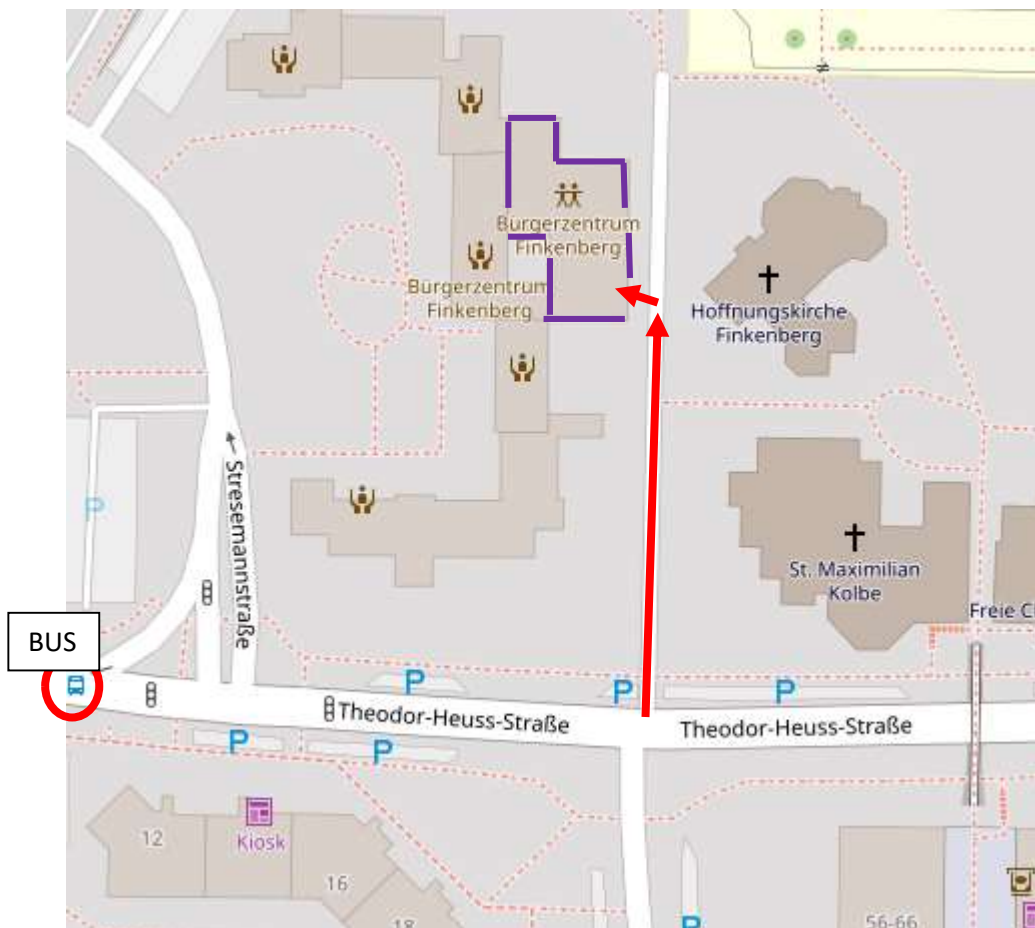 Bürgerzentrum
Finkenberg
Bürgerzentrum
Finkenberg
Hoffnungskirche
Finkenberg
P
Stresemannstraße
St. Maximilian
Kolbe
Freie C
BUS
P
P
P
Theodor-Heuss-Straße
Theodor-Heuss-Straße
P
P
12
Kiosk
16
18
P
56-66